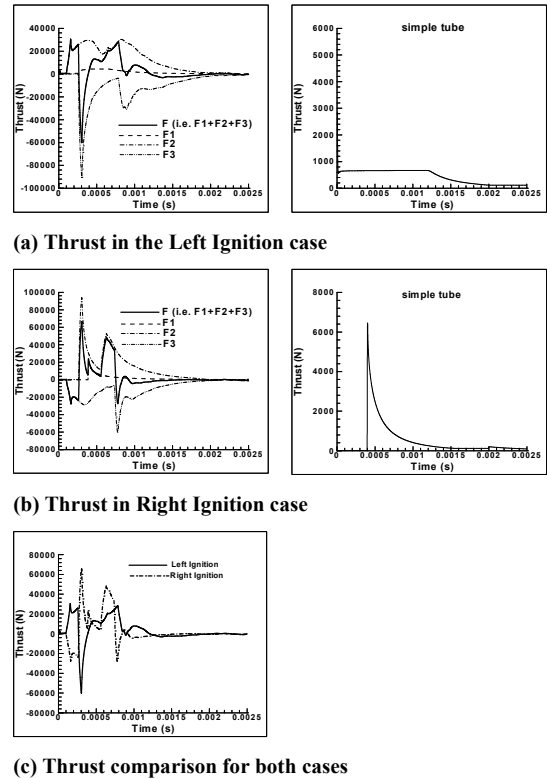 40000
20000
0
-20000
-40000
-60000
-80000
-100000
Thrust (N)
0 0.0005 0.001 0.0015 0.002 0.0025
Time (s)
F (i.e. F1+F2+F3)
F1
F2
F3
simple tube
6000
5000
4000
3000
2000
1000
0
Thrust (N)
0 0.0005 0.001 0.0015 0.002 0.0025
Time (s)
(a) Thrust in the Left Ignition case
100000
80000
60000
40000
20000
0
-20000
-40000
-60000
-80000
Thrust (N)
0 0.0005 0.001 0.0015 0.002 0.0025
Time (s)
F (i.e. F1+F2+F3)
F1
F2
F3
simple tube
8000
6000
4000
2000
0
Thrust (N)
0 0.0005 0.001 0.0015 0.002 0.0025
Time (s)
(b) Thrust in Right Ignition case
80000
60000
40000
20000
0
-20000
-40000
-60000
-80000
Thrust (N)
0 0.0005 0.001 0.0015 0.002 0.0025
Time (s)
Left Ignition
Right Ignition
(c) Thrust comparison for both cases